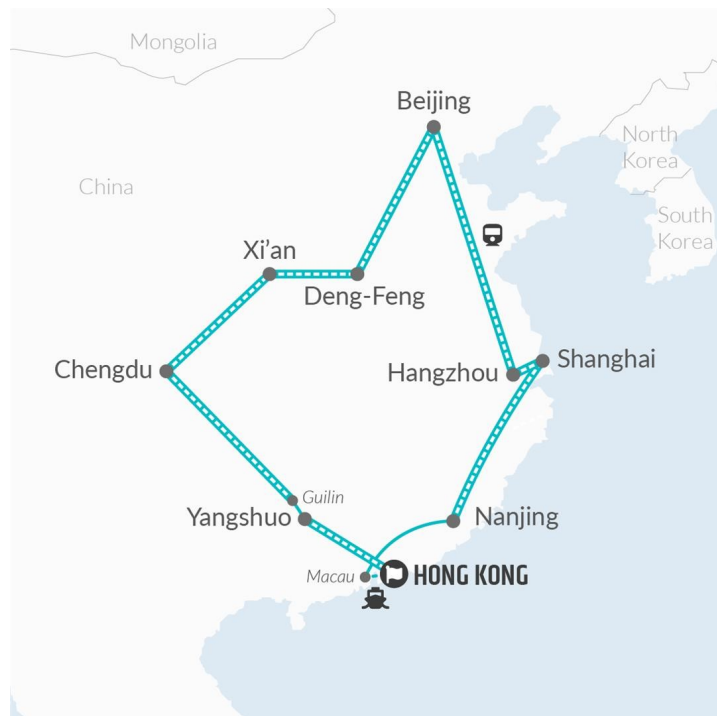 Mongolia
Beijing
North
Korea
China
South
Korea
Xi'an
Deng-Feng
Shanghai
Chengdu
Hangzhou
Guilin
Yangshuo
Nanjing
Macau
HONG KONG